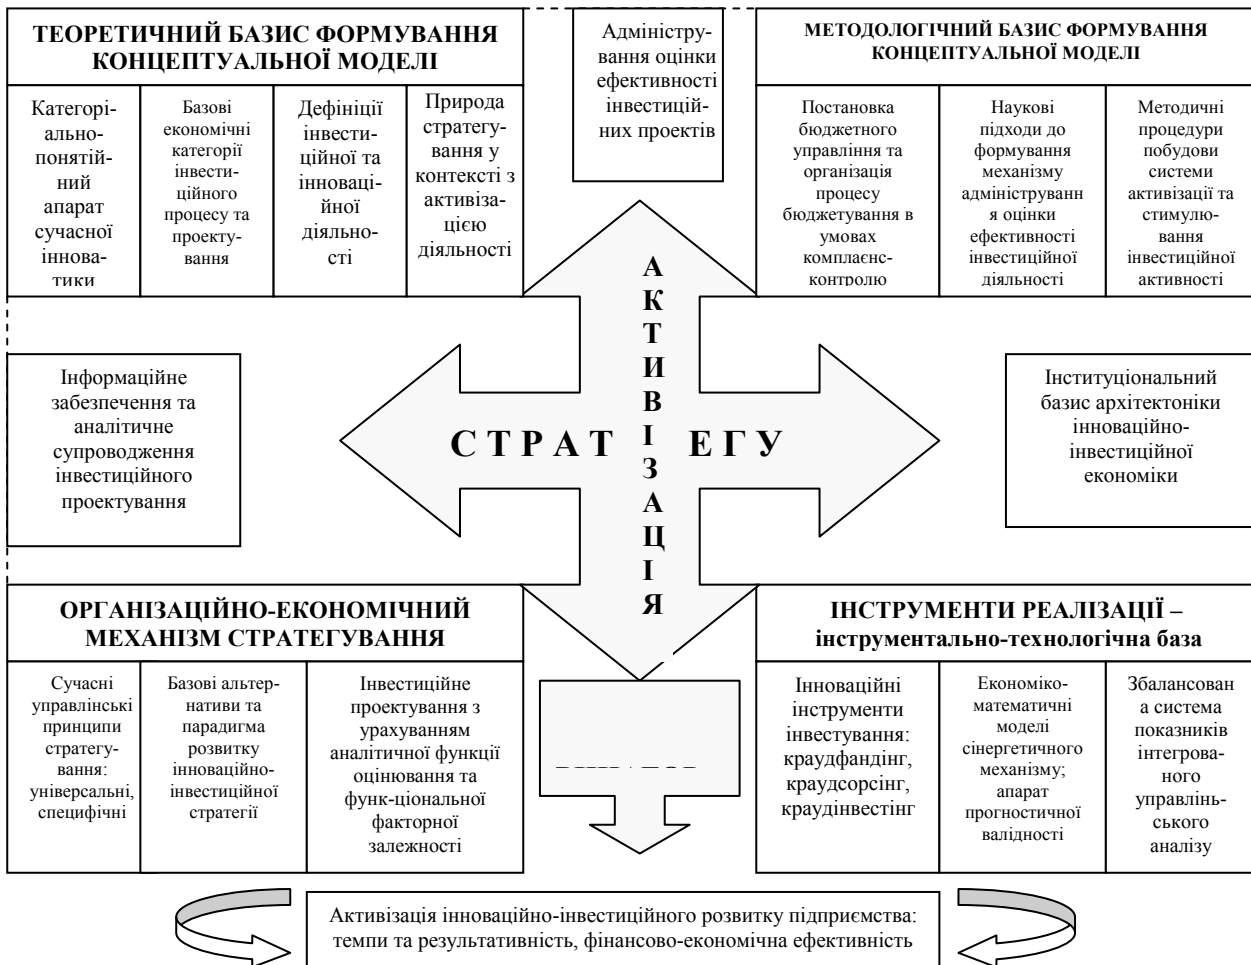 ТЕОРЕТИЧНИЙ БАЗИС ФОРМУВАННЯ
КОНЦЕПТУАЛЬНОЇ МОДЕЛІ
Категорі-
ально-
понятій-
ний
апарат
сучасної
іннова-
тики
Базові
економічні
категорії
інвести-
ційного
процесу та
проекту-
вання
Дефініції
інвести-
ційної та
інноваці-
йної
діяльно-
сті
Природа
стратегу-
вання у
контексті з
активіза-
цією
діяльності
Адміністру-
вання оцінки
ефективності
інвестицій-
них проектів
МЕТОДОЛОГІЧНИЙ БАЗИС ФОРМУВАННЯ
КОНЦЕПТУАЛЬНОЇ МОДЕЛІ
Постановка
бюджетного
управління та
організація
процесу
бюджетування в
умовах
комплаєнс-
контролю
Наукові
підходи до
формування
механізму
адмініструванн
я оцінки
ефективності
інвестиційної
діяльності
Методичні
процедури
побудови
системи
активізації та
стимулю-
вання
інвестиційної
активності
Інформаційне
забезпечення та
аналітичне
супроводження
інвестиційного
проектування
А
К
Т
И
В
І
З
А
Ц
І
Я
С Т Р А Т Е Г У
Інституціональний
базис архітектоніки
інноваційно-
інвестиційної
економіки
ОРГАНІЗАЦІЙНО-ЕКОНОМІЧНИЙ
МЕХАНІЗМ СТРАТЕГУВАННЯ
Сучасні
управлінські
принципи
стратегу-
вання:
універсальні,
специфічні
Базові альтер-
нативи та
парадигма
розвитку
інноваційно-
інвестиційної
стратегії
Інвестиційне
проектування з
урахуванням
аналітичної функції
оцінювання та
функ-ціональної
факторної
залежності
ІНСТРУМЕНТИ РЕАЛІЗАЦІЇ –
інструментально-технологічна база
Інноваційні
інструменти
інвестування:
краудфандінг,
краудсорсінг,
краудінвестінг
Економіко-
математичні
моделі
сінергетичного
механізму;
апарат
прогностичної
валідності
Збалансован
а система
показників
інтегрова-
ного
управлінь-
ського
аналізу
Активізація інноваційно-інвестиційного розвитку підприємства:
темпи та результативність, фінансово-економічна ефективність